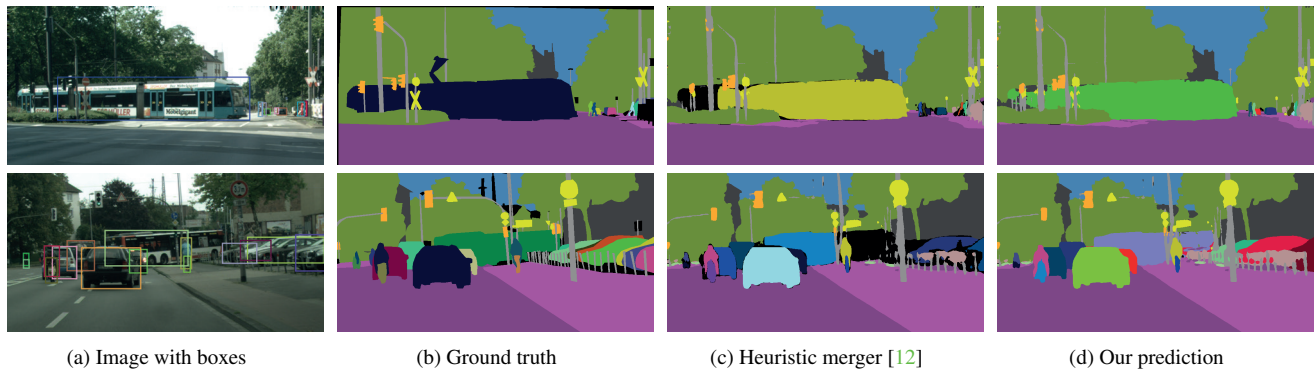 (a) Image with boxes
(b) Ground truth
(c) Heuristic merger [12]
(d) Our prediction